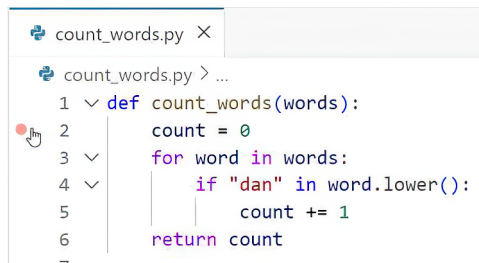 count_words.py ×
count_words.py > ...
1 def count_words(words):
2     count = 0
3     for word in words:
4         if "dan" in word.lower():
5             count += 1
6     return count